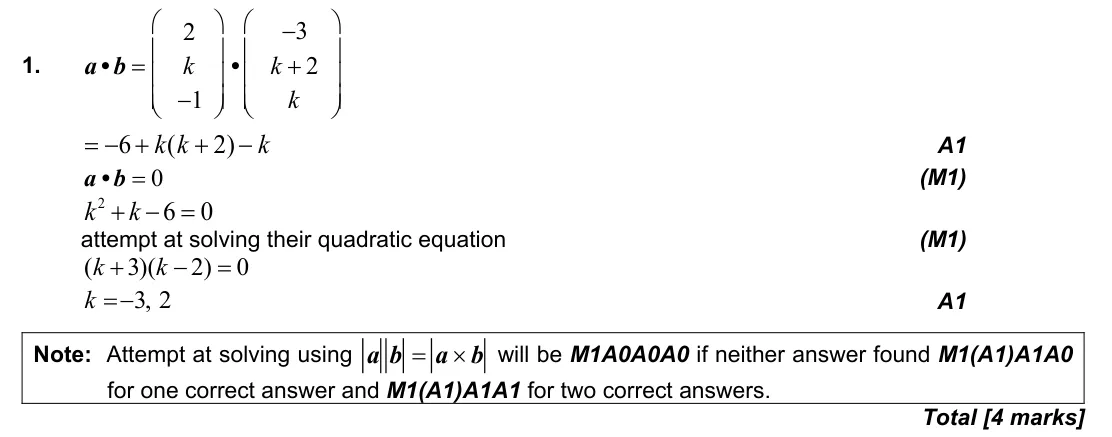 1. a • b = ( 2 k −1 ) • ( −3 k + 2 k )
= −6 + k(k + 2) − k A1
a • b = 0 (M1)
k² + k − 6 = 0
attempt at solving their quadratic equation (M1)
(k + 3)(k − 2) = 0
k = −3, 2 A1
Note: Attempt at solving using |a||b| = |a × b| will be M1A0A0A0 if neither answer found M1(A1)A1A0
for one correct answer and M1(A1)A1A1 for two correct answers.
Total [4 marks]